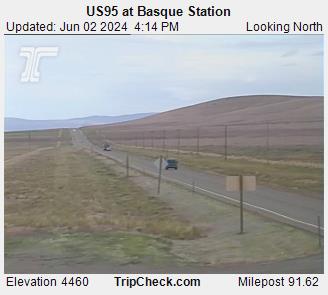 US95 at Basque Station
Updated: Jun 02 2024 4:14 PM Looking North
Elevation 4460 TripCheck.com Milepost 91.62